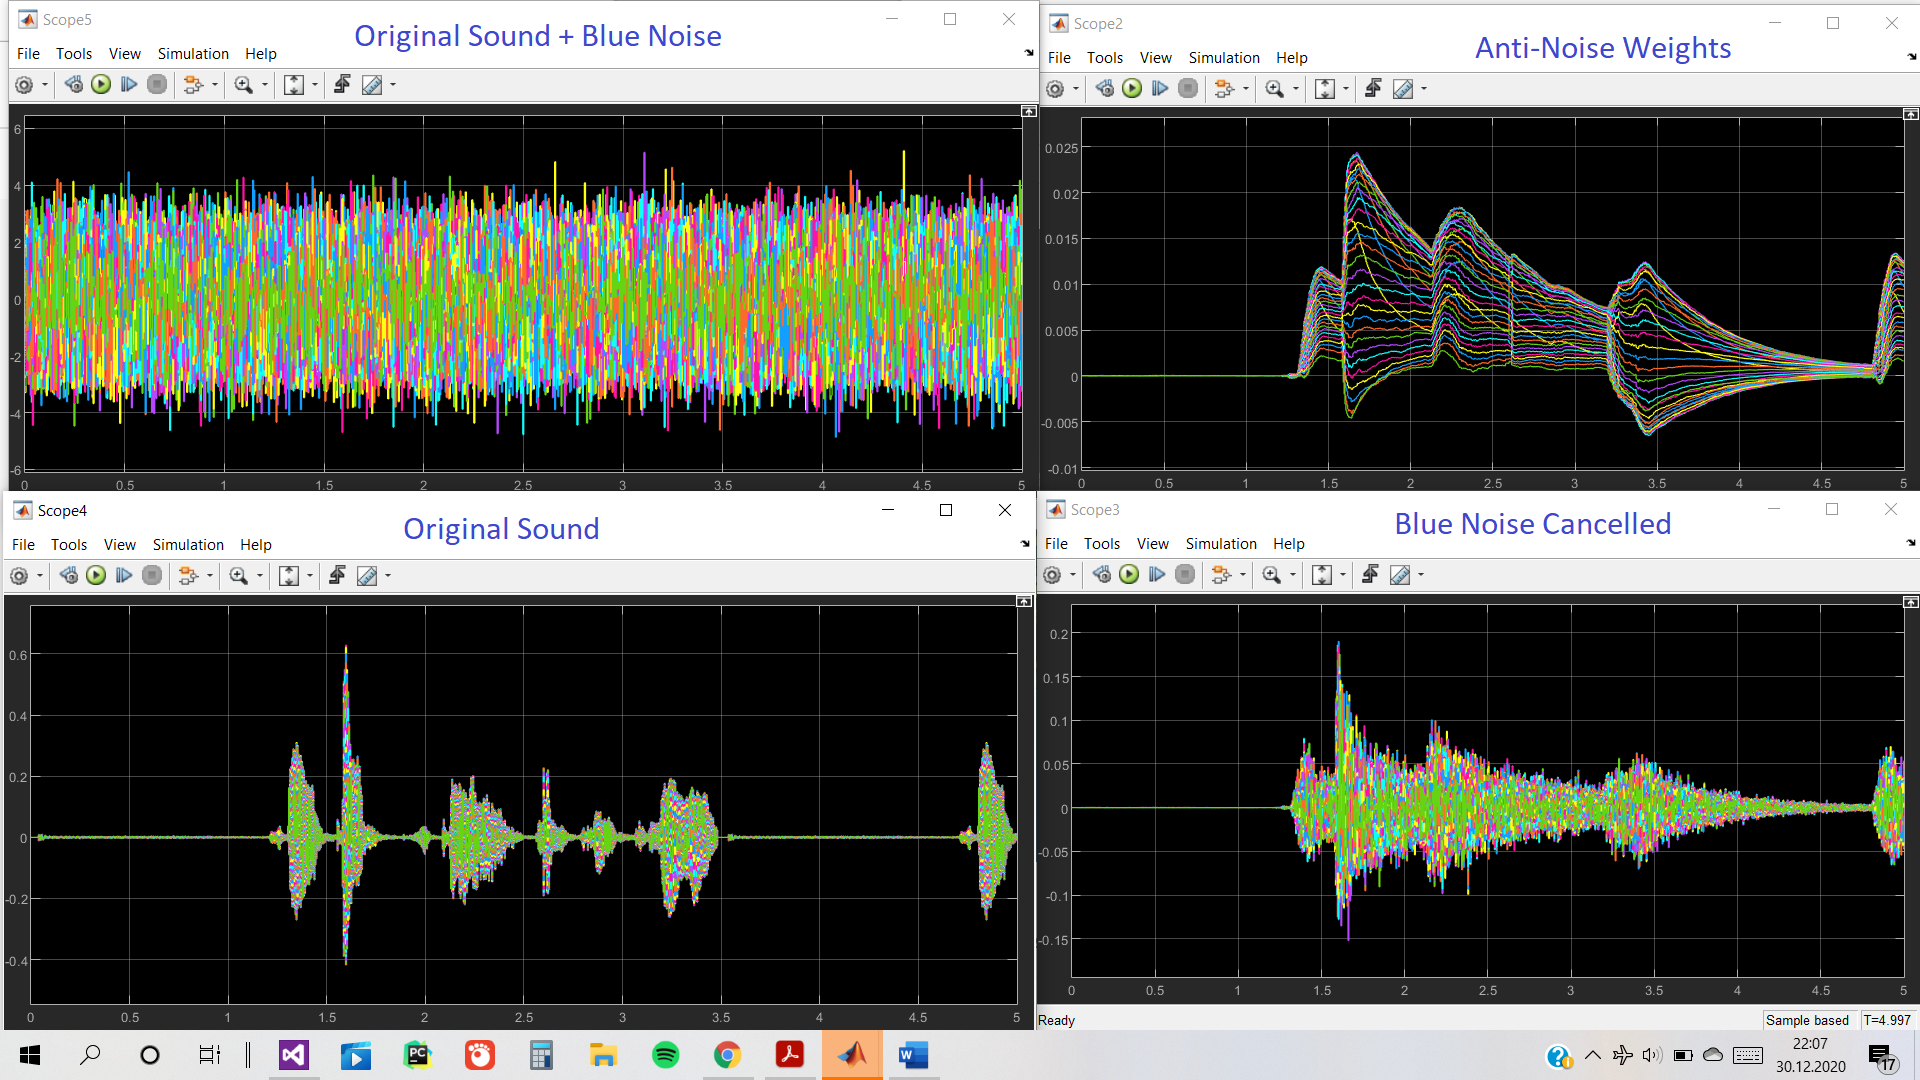 Scope5
Original Sound + Blue Noise
File Tools View Simulation Help
6
4
2
0
-2
-4
-6
0 0.5 1 1.5 2 2.5 3 3.5 4 4.5 5
Scope2
Anti-Noise Weights
File Tools View Simulation Help
0.025
0.02
0.015
0.01
0.005
0
-0.005
-0.01
0 0.5 1 1.5 2 2.5 3 3.5 4 4.5 5
Scope4
Original Sound
File Tools View Simulation Help
0.6
0.4
0.2
0
-0.2
-0.4
0 0.5 1 1.5 2 2.5 3 3.5 4 4.5 5
Scope3
Blue Noise Cancelled
File Tools View Simulation Help
0.2
0.15
0.1
0.05
0
-0.05
-0.1
-0.15
0 0.5 1 1.5 2 2.5 3 3.5 4 4.5 5
Ready Sample based T=4.997
PC
W
22:07
30.12.2020
17